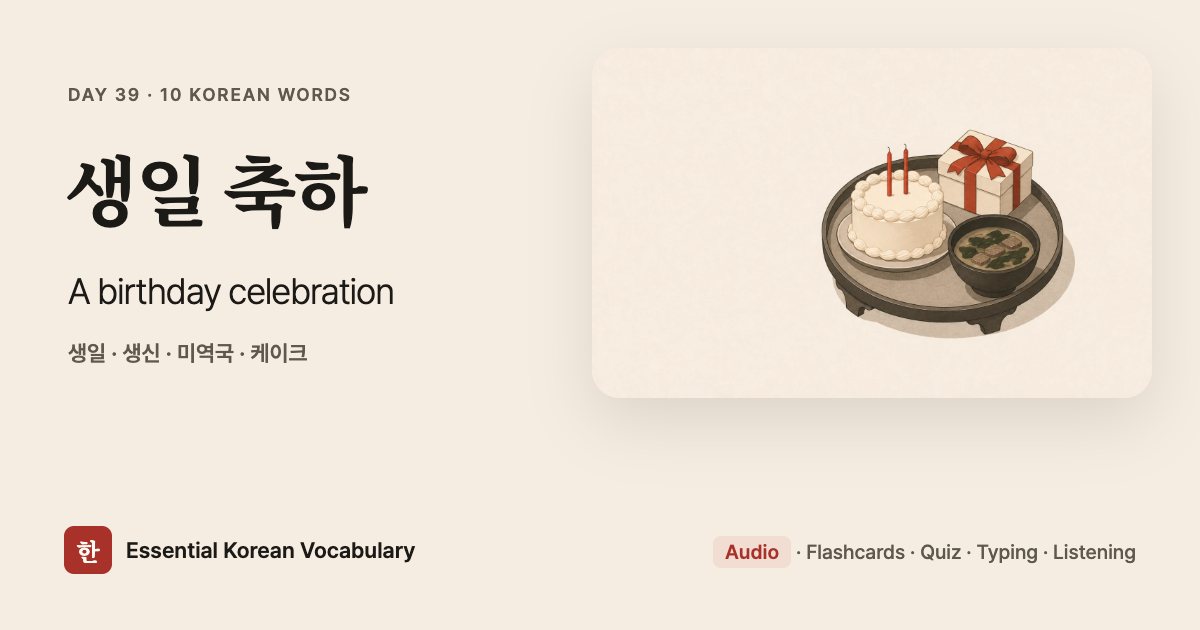 DAY 39 · 10 KOREAN WORDS
생일 축하
A birthday celebration
생일 · 생신 · 미역국 · 케이크
한 Essential Korean Vocabulary
Audio · Flashcards · Quiz · Typing · Listening